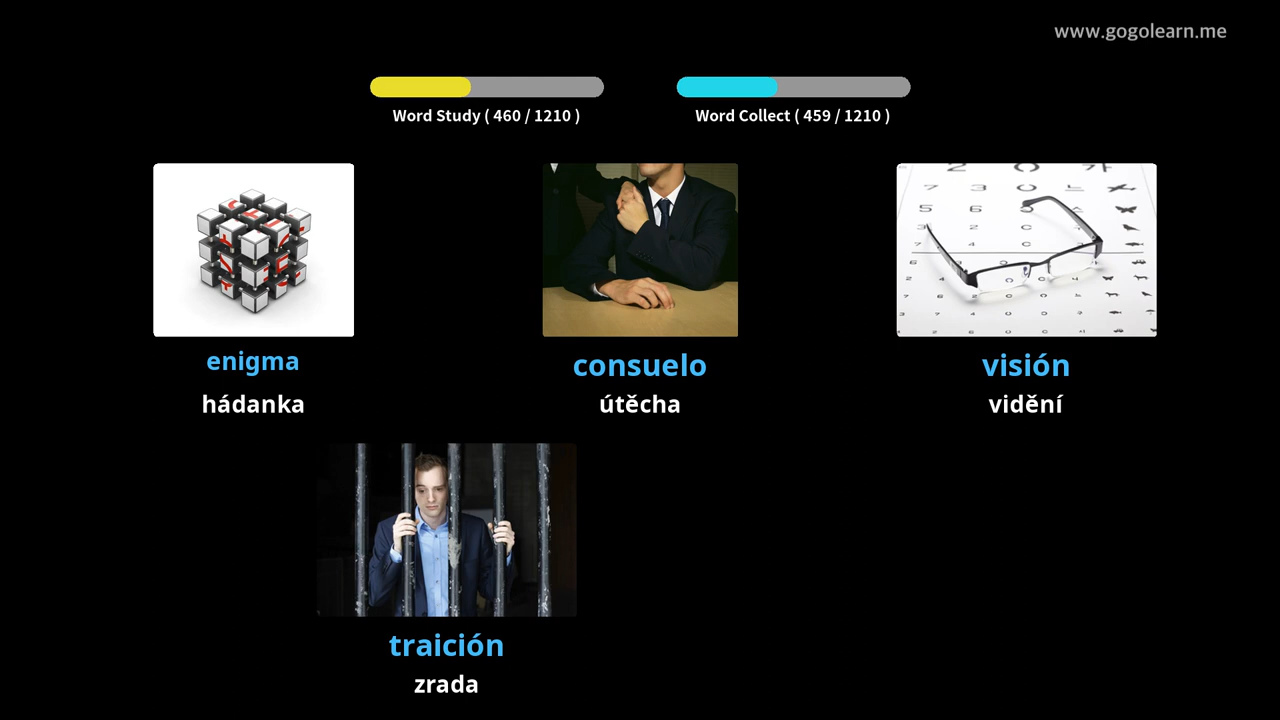 www.gogolearn.me
Word Study ( 460 / 1210 )
Word Collect ( 459 / 1210 )
enigma
hádanka
consuelo
útěcha
visión
vidění
traición
zrada